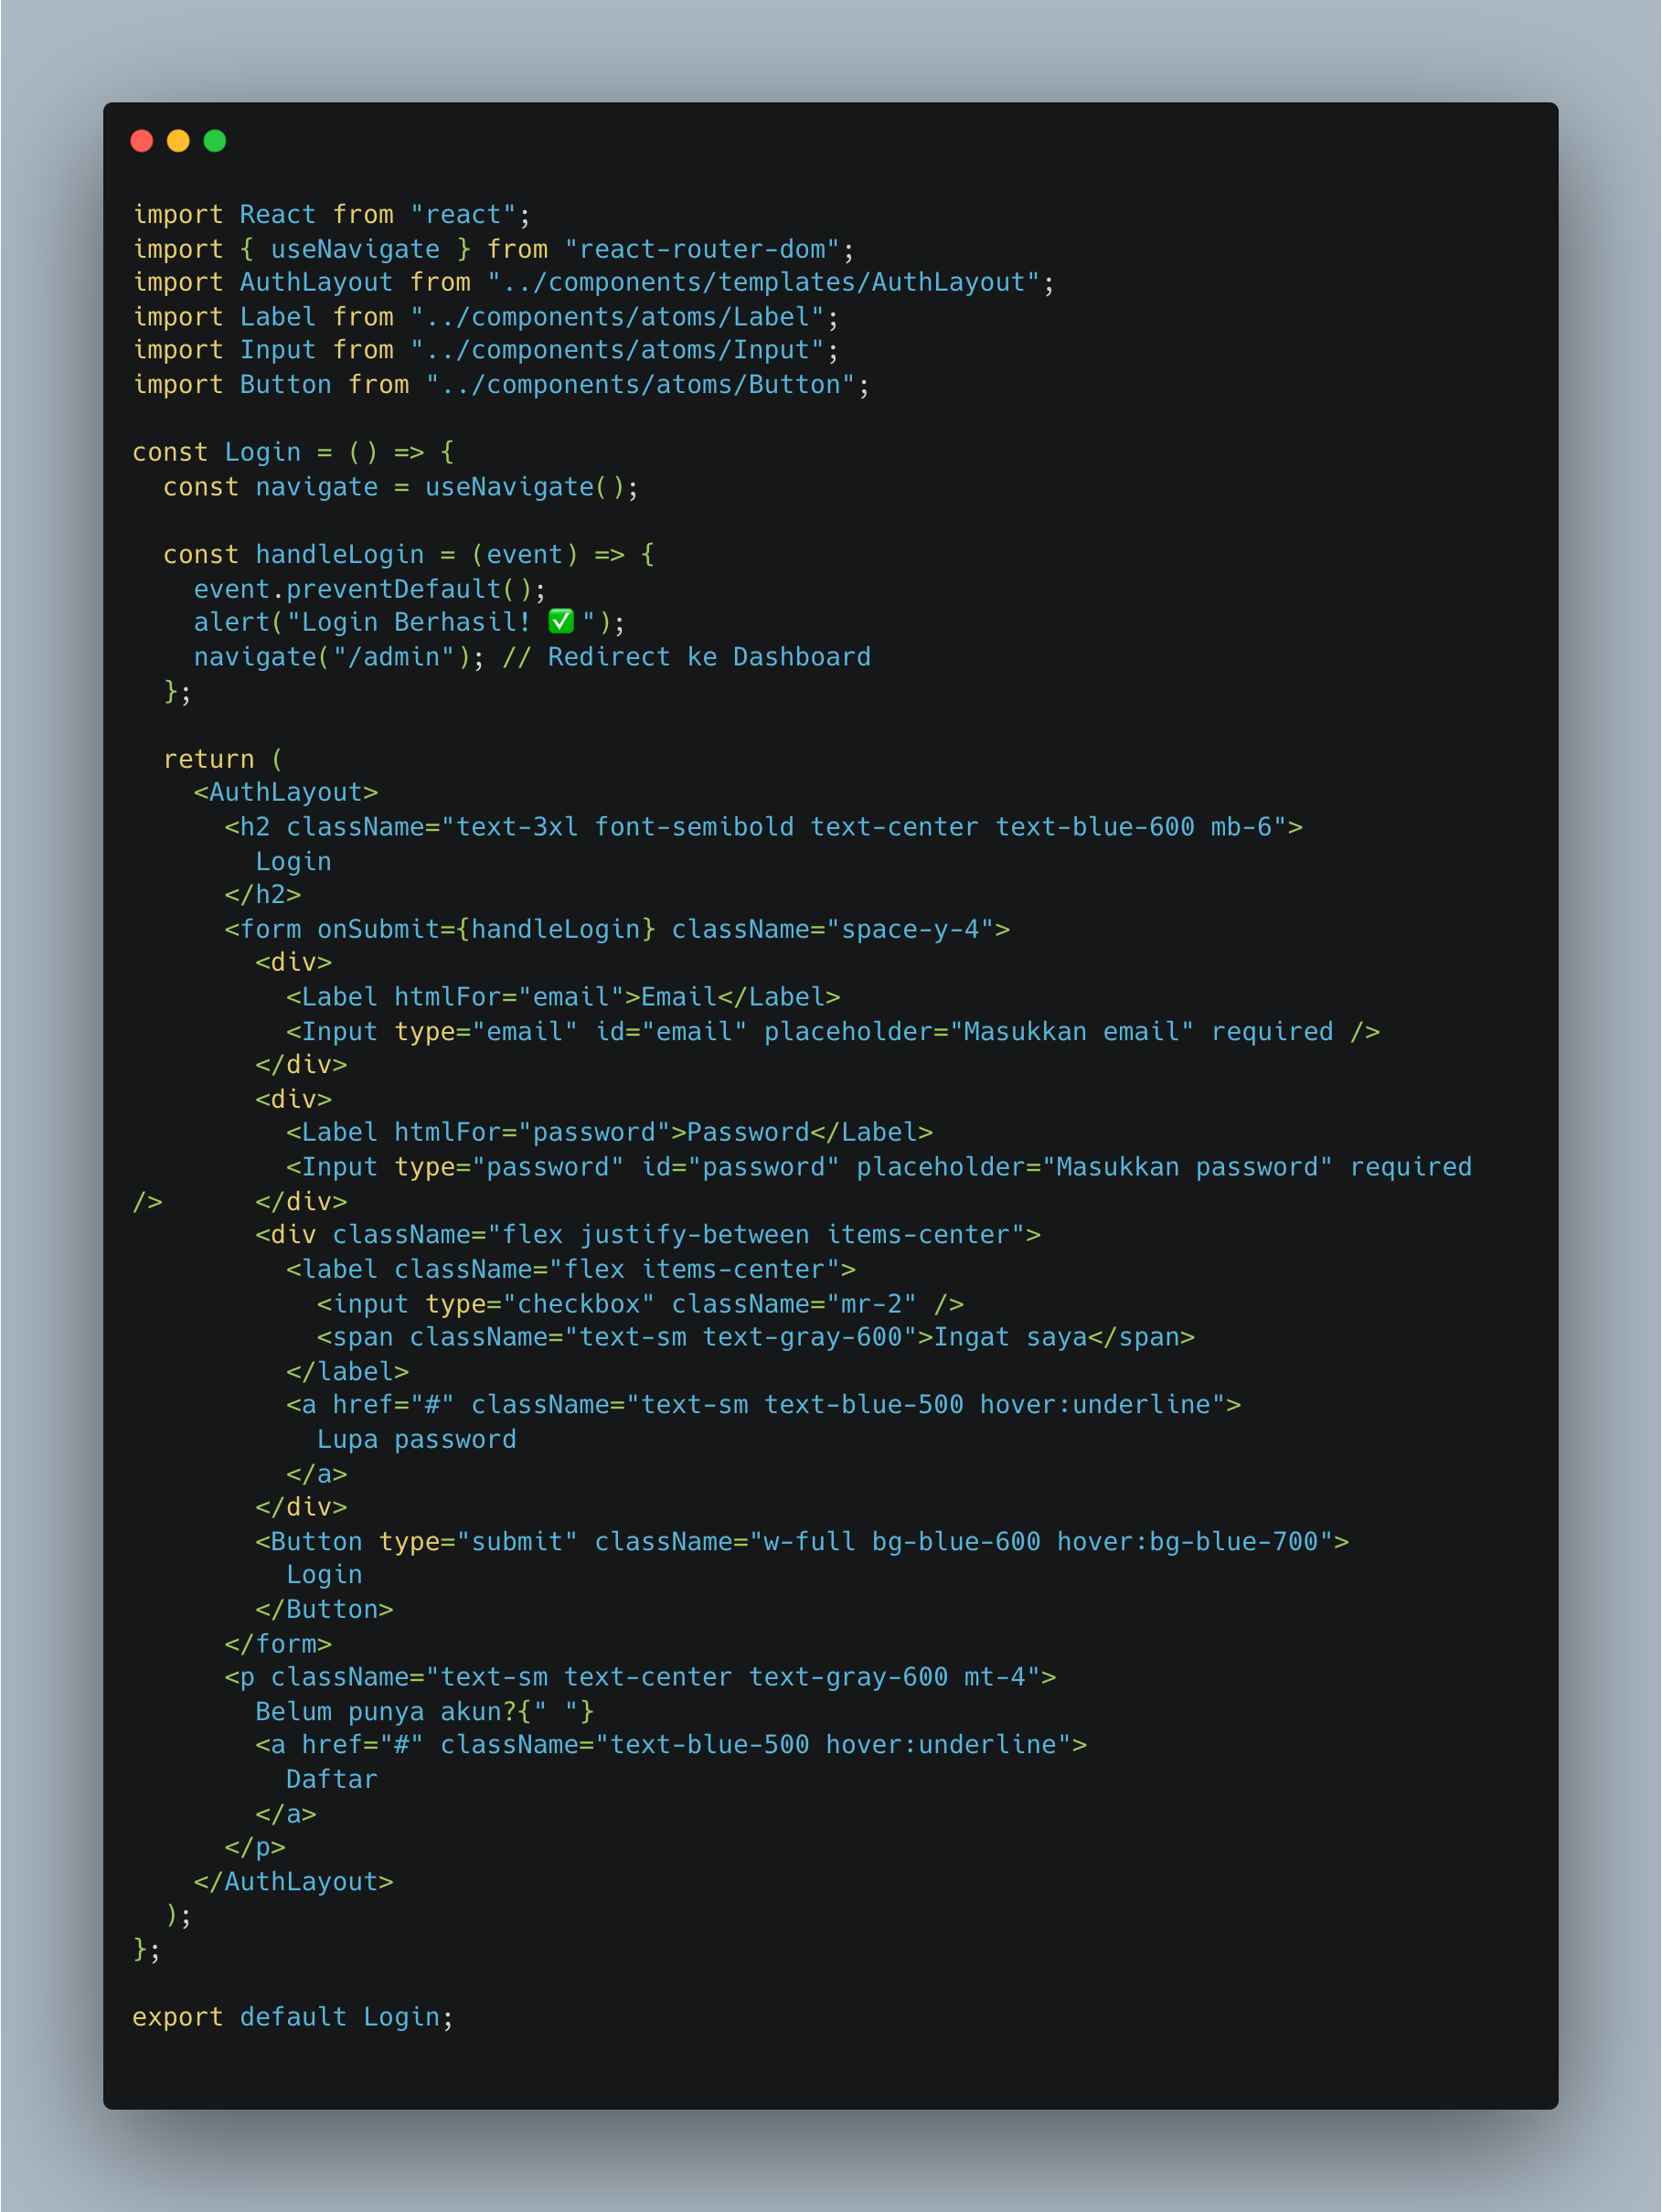 import React from "react";
import { useNavigate } from "react-router-dom";
import AuthLayout from "../components/templates/AuthLayout";
import Label from "../components/atoms/Label";
import Input from "../components/atoms/Input";
import Button from "../components/atoms/Button";

const Login = () => {
  const navigate = useNavigate();

  const handleLogin = (event) => {
    event.preventDefault();
    alert("Login Berhasil! ✅ ");
    navigate("/admin"); // Redirect ke Dashboard
  };

  return (
    <AuthLayout>
      <h2 className="text-3xl font-semibold text-center text-blue-600 mb-6">
        Login
      </h2>
      <form onSubmit={handleLogin} className="space-y-4">
        <div>
          <Label htmlFor="email">Email</Label>
          <Input type="email" id="email" placeholder="Masukkan email" required />
        </div>
        <div>
          <Label htmlFor="password">Password</Label>
          <Input type="password" id="password" placeholder="Masukkan password" required
/>      </div>
        <div className="flex justify-between items-center">
          <label className="flex items-center">
            <input type="checkbox" className="mr-2" />
            <span className="text-sm text-gray-600">Ingat saya</span>
          </label>
          <a href="#" className="text-sm text-blue-500 hover:underline">
            Lupa password
          </a>
        </div>
        <Button type="submit" className="w-full bg-blue-600 hover:bg-blue-700">
          Login
        </Button>
      </form>
      <p className="text-sm text-center text-gray-600 mt-4">
        Belum punya akun?{" "}
        <a href="#" className="text-blue-500 hover:underline">
          Daftar
        </a>
      </p>
    </AuthLayout>
  );
};

export default Login;